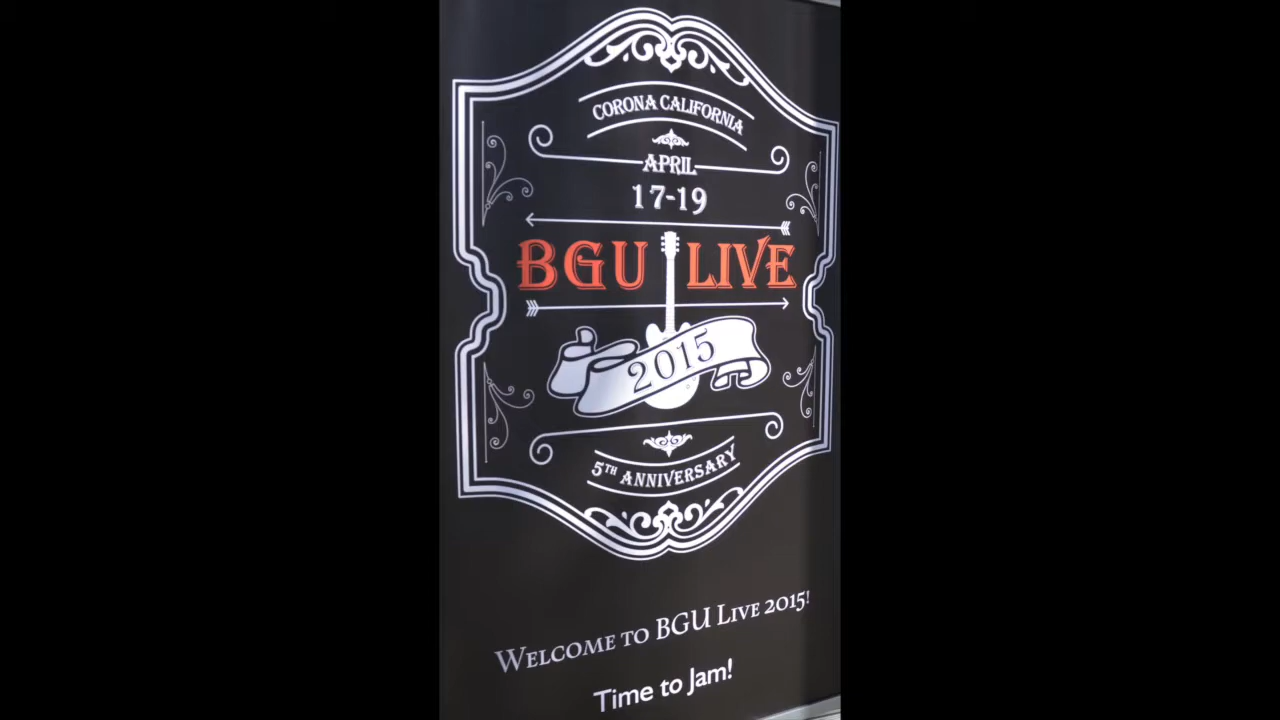 CORONA CALIFORNIA
APRIL
17-19
BGU LIVE
2015
5TH ANNIVERSARY
WELCOME TO BGU LIVE 2015!
Time to Jam!